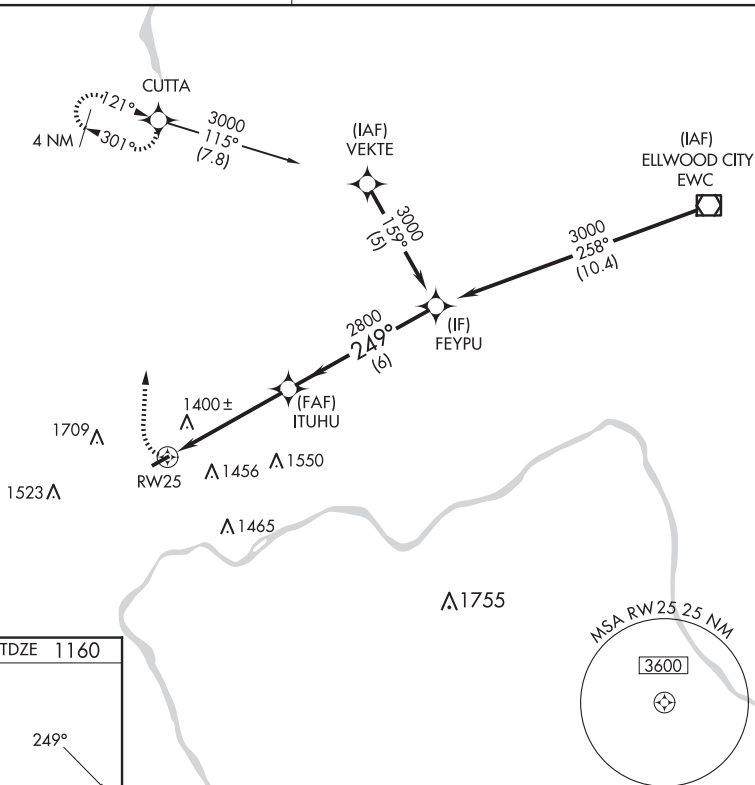 CUTTA
121°
301°
4 NM
3000
115°
(7.8)
(IAF)
VEKTE
3000
159°
(5)
(IAF)
ELLWOOD CITY
EWC
3000
258°
(10.4)
(IF)
FEYPU
2800
249°
(6)
(FAF)
ITUHU
1400 ±
1709
RW25
1456
1550
1523
1465
1755
MSA RW25 25 NM
3600
TDZE 1160
249°